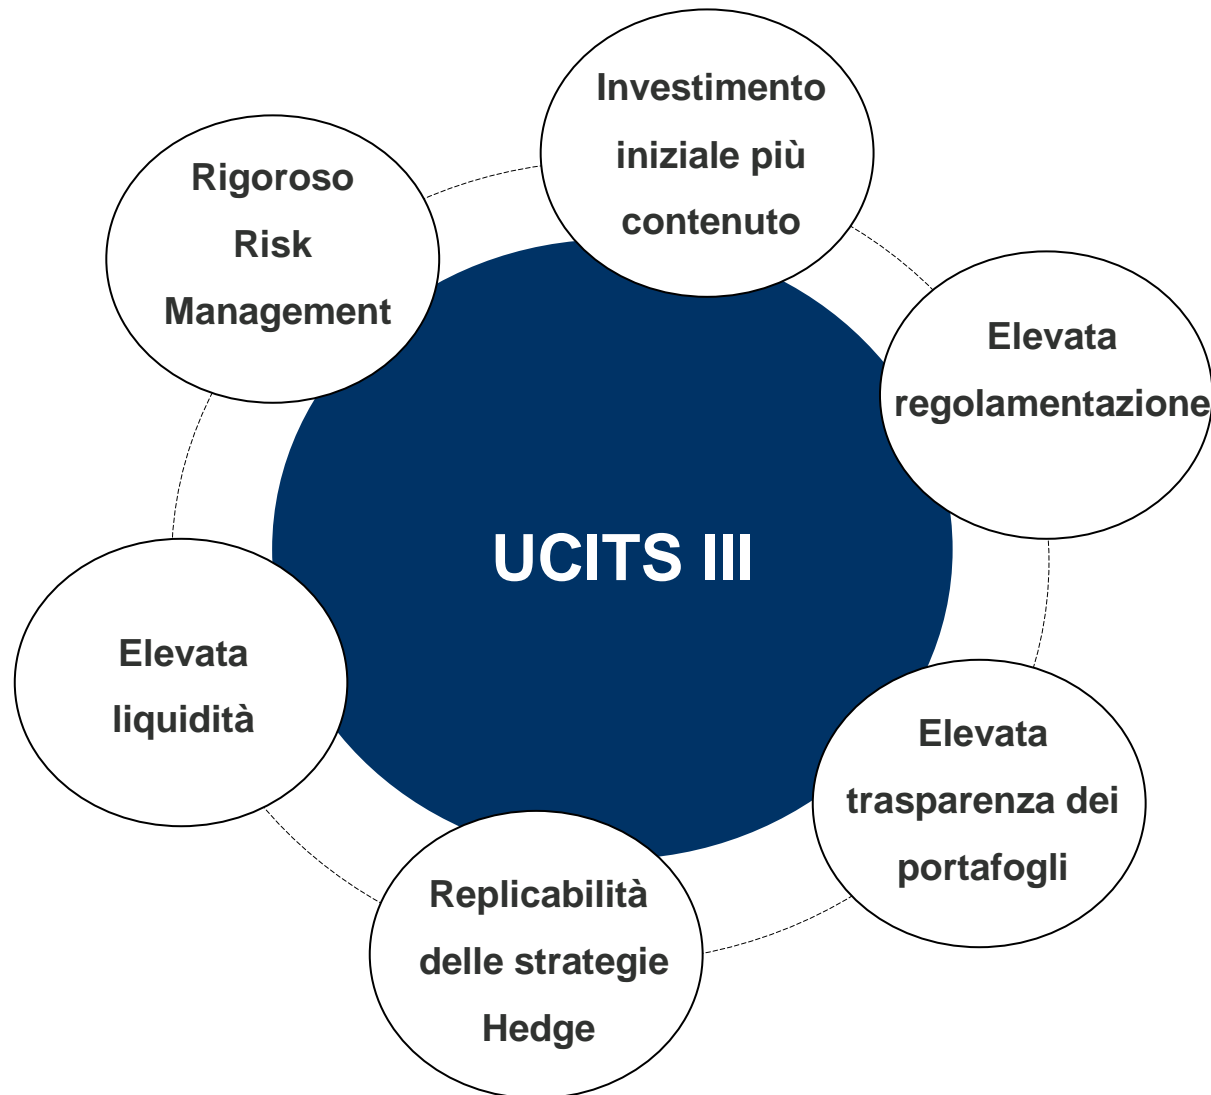 Investimento
iniziale più
contenuto
Rigoroso
Risk
Management
Elevata
regolamentazione
UCITS III
Elevata
liquidità
Elevata
trasparenza dei
portafogli
Replicabilità
delle strategie
Hedge